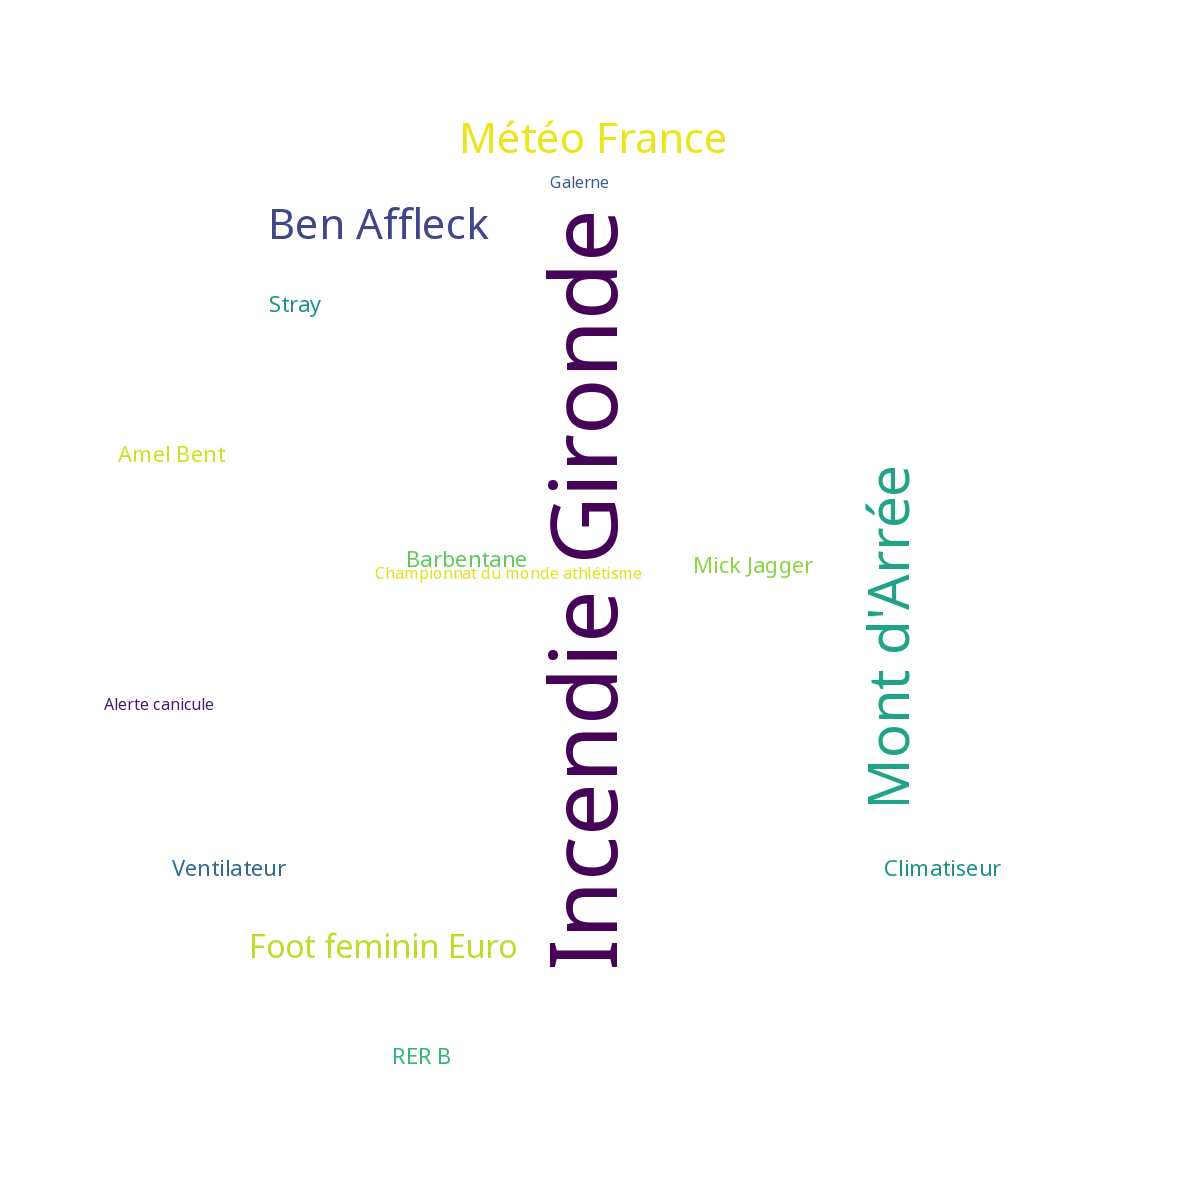 Météo France
Galerne
Ben Affleck
Stray
Incendie Gironde
Amel Bent
Mont d'Arrée
Barbentane
Mick Jagger
Championnat du monde athlétisme
Alerte canicule
Ventilateur
Climatiseur
Foot feminin Euro
RER B